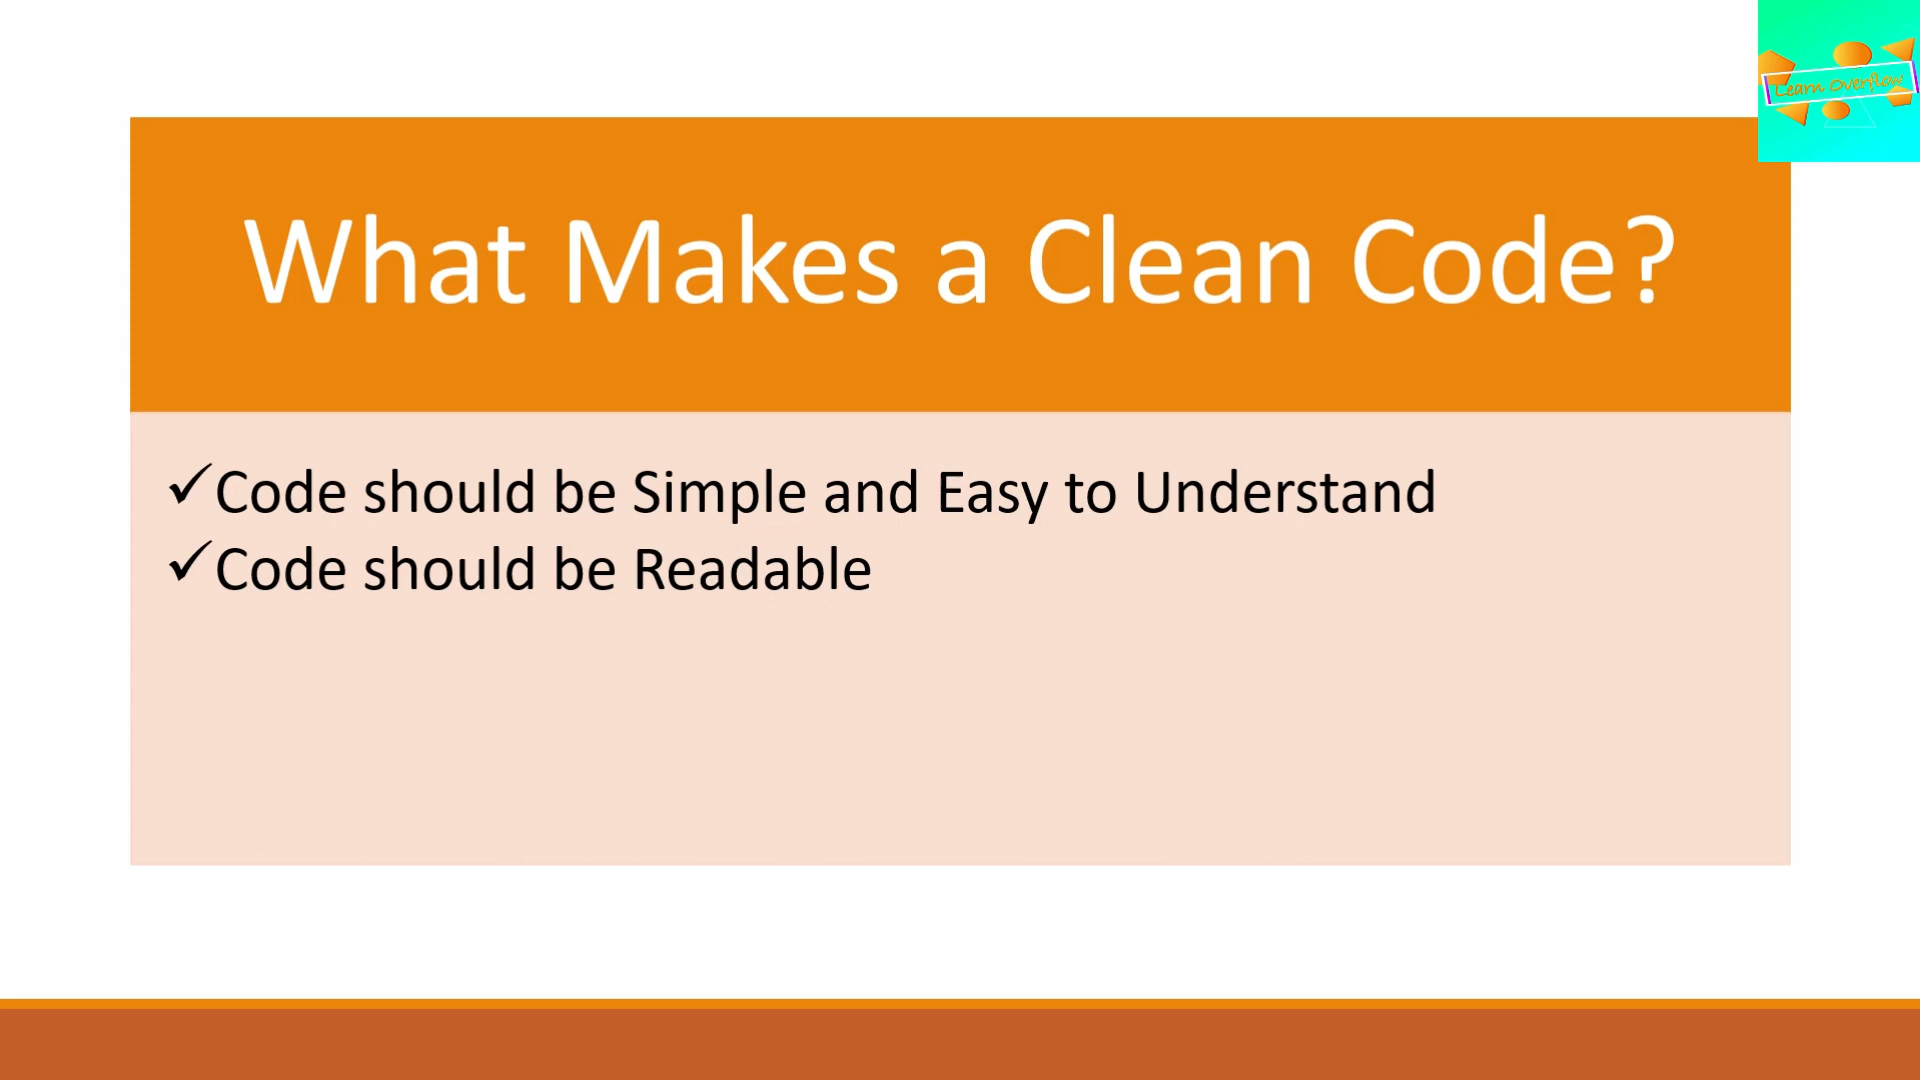 Learn Overflow
What Makes a Clean Code?
✓Code should be Simple and Easy to Understand
✓Code should be Readable